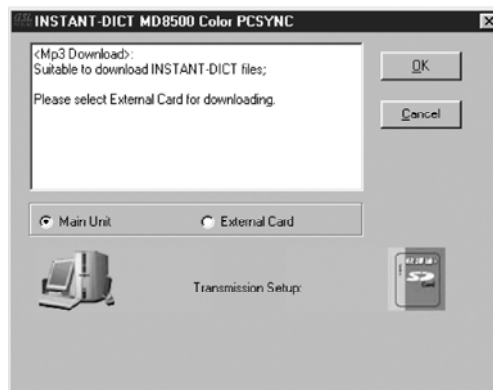 INSTANT-DICT MD8500 Color PCSYNC
<Mp3 Download>:
Suitable to download INSTANT-DICT files;
Please select External Card for downloading.
OK
Cancel
Main Unit
External Card
Transmission Setup:
SD
Card